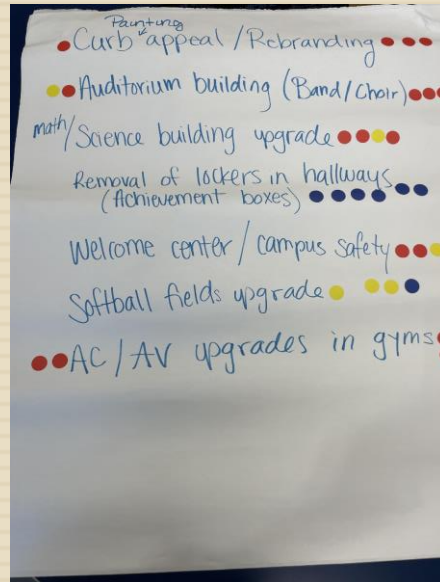 Painting
Curb appeal / Rebranding
Auditorium building (Band/Choir)
math/Science building upgrade
Removal of lockers in hallways
(Achievement boxes)
Welcome center / campus safety
Softball fields upgrade
AC / AV upgrades in gyms